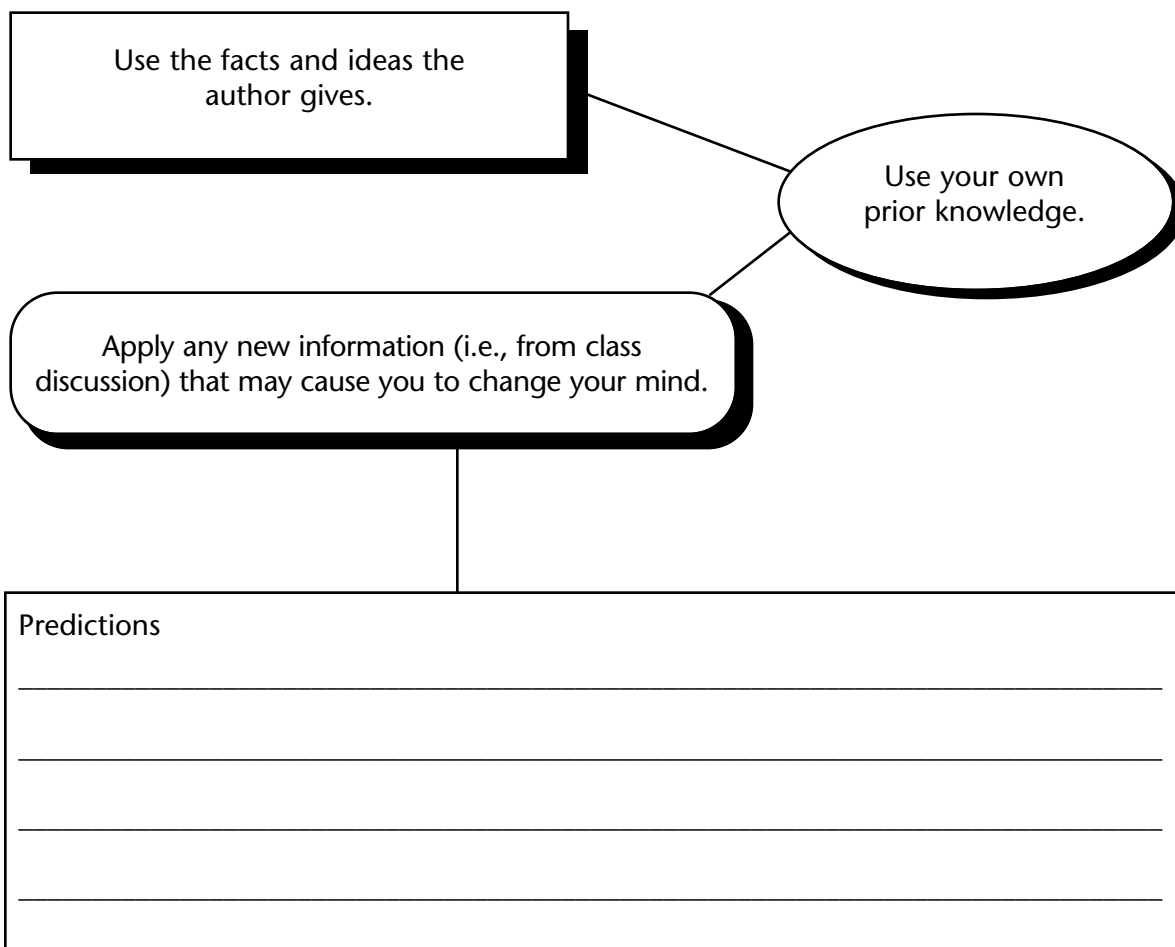 Use the facts and ideas the
author gives.
Use your own
prior knowledge.
Apply any new information (i.e., from class
discussion) that may cause you to change your mind.
Predictions